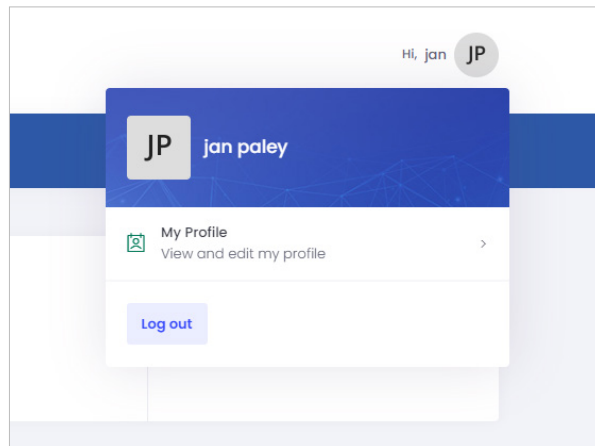 Hi, jan JP
JP jan paley
My Profile
View and edit my profile
Log out